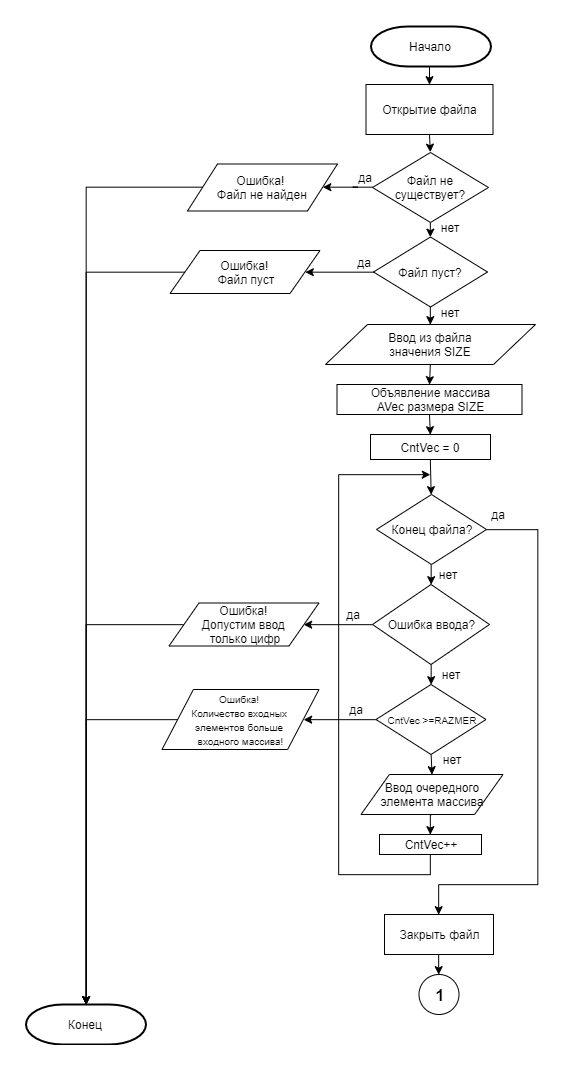 Начало
Открытие файла
Файл не
существует?
да
Ошибка!
Файл не найден
нет
Файл пуст?
да
Ошибка!
Файл пуст
нет
Ввод из файла
значения SIZE
Объявление массива
AVec размера SIZE
CntVec = 0
Конец файла?
да
нет
Ошибка ввода?
да
Ошибка!
Допустим ввод
только цифр
нет
CntVec >=RAZMER
да
Ошибка!
Количество входных
элементов больше
входного массива!
нет
Ввод очередного
элемента массива
CntVec++
Закрыть файл
1
Конец